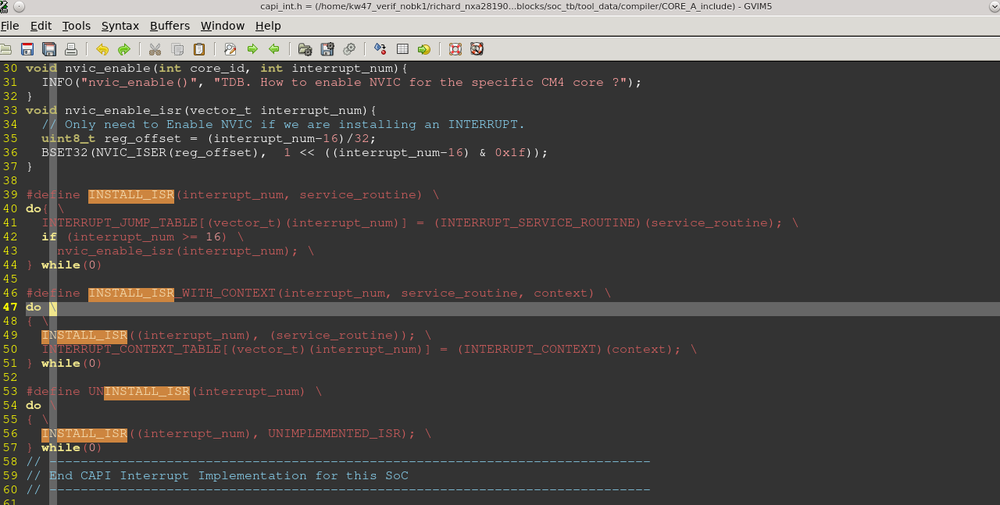 capi_int.h = (/home/kw47_verif_nobk1/richard_nxa28190...blocks/soc_tb/tool_data/compiler/CORE_A_include) - GVIM5
File Edit Tools Syntax Buffers Window Help
30 void nvic_enable(int core_id, int interrupt_num){
31   INFO("nvic_enable()", "TDB. How to enable NVIC for the specific CM4 core ?");
32 }
33 void nvic_enable_isr(vector_t interrupt_num){
34   // Only need to Enable NVIC if we are installing an INTERRUPT.
35   uint8_t reg_offset = (interrupt_num-16)/32;
36   BSET32(NVIC_ISER(reg_offset),  1 << ((interrupt_num-16) & 0x1f));
37 }
38
39 #define INSTALL_ISR(interrupt_num, service_routine) \
40 do{ \
41   INTERRUPT_JUMP_TABLE[(vector_t)(interrupt_num)] = (INTERRUPT_SERVICE_ROUTINE)(service_routine); \
42   if (interrupt_num >= 16) \
43     nvic_enable_isr(interrupt_num); \
44 } while(0)
45
46 #define INSTALL_ISR_WITH_CONTEXT(interrupt_num, service_routine, context) \
47 do \
48 { \
49   INSTALL_ISR((interrupt_num), (service_routine)); \
50   INTERRUPT_CONTEXT_TABLE[(vector_t)(interrupt_num)] = (INTERRUPT_CONTEXT)(context); \
51 } while(0)
52
53 #define UNINSTALL_ISR(interrupt_num) \
54 do \
55 { \
56   INSTALL_ISR((interrupt_num), UNIMPLEMENTED_ISR); \
57 } while(0)
58 // -----------------------------------------------------------------------------
59 // End CAPI Interrupt Implementation for this SoC
60 // -----------------------------------------------------------------------------
61